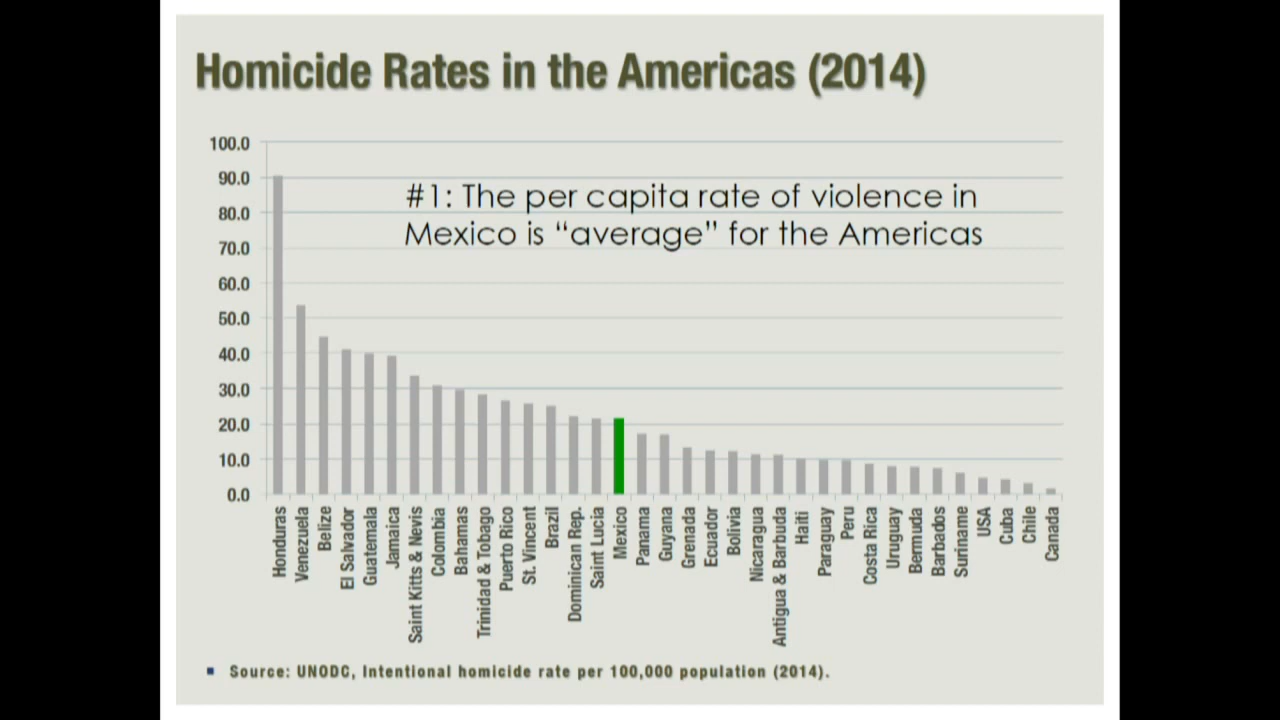 Homicide Rates in the Americas (2014)
100.0
90.0
80.0
70.0
60.0
50.0
40.0
30.0
20.0
10.0
0.0
#1: The per capita rate of violence in
Mexico is “average” for the Americas
Honduras
Venezuela
Belize
El Salvador
Guatemala
Jamaica
Saint Kitts & Nevis
Colombia
Bahamas
Trinidad & Tobago
Puerto Rico
St. Vincent
Brazil
Dominican Rep.
Saint Lucia
Mexico
Panama
Guyana
Grenada
Ecuador
Bolivia
Nicaragua
Antigua & Barbuda
Haiti
Paraguay
Peru
Costa Rica
Uruguay
Bermuda
Barbados
Suriname
USA
Cuba
Chile
Canada
Source: UNODC, Intentional homicide rate per 100,000 population (2014).